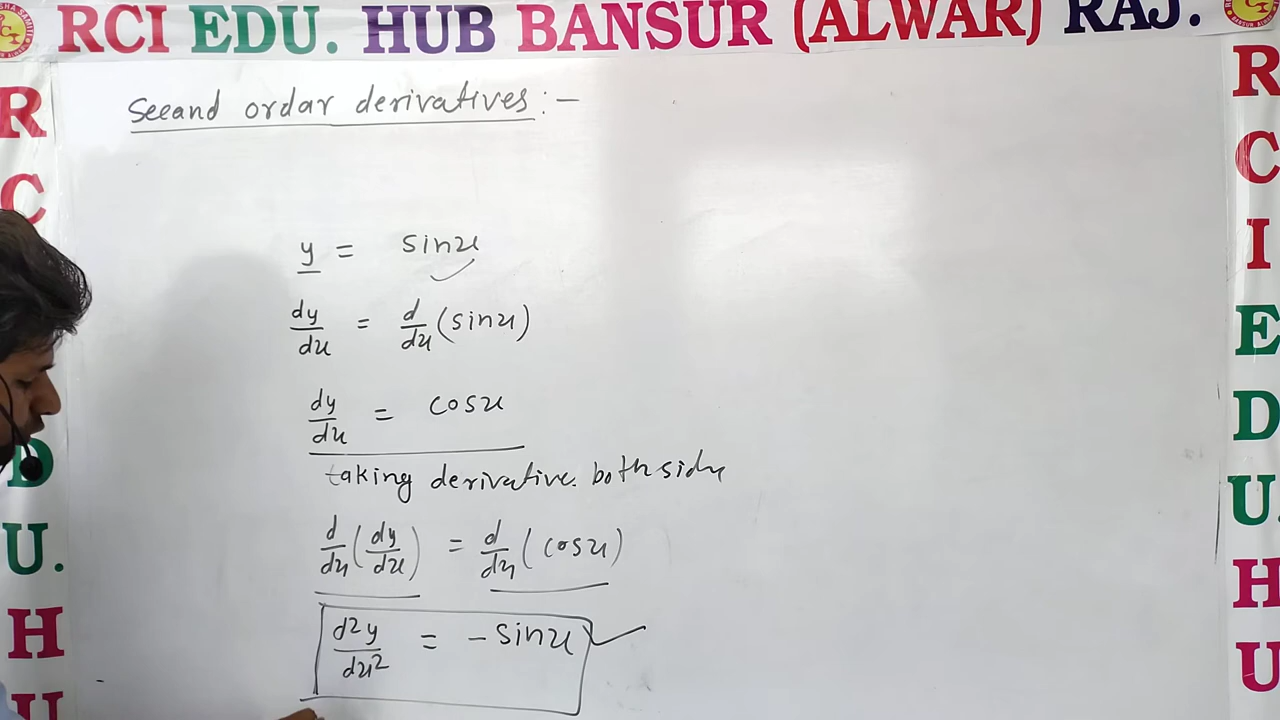 RCI EDU. HUB BANSUR (ALWAR) RAJ.
R
C
D
U.
H
U
Secand ordar derivatives : –
y = sinx
dy/dx = d/dx (sinx)
dy/dx = cosx
taking derivative. both side
d/dx (dy/dx) = d/dx (cosx)
d2y/dx2 = - sinx
R
C
I
E
D
U.
H
U